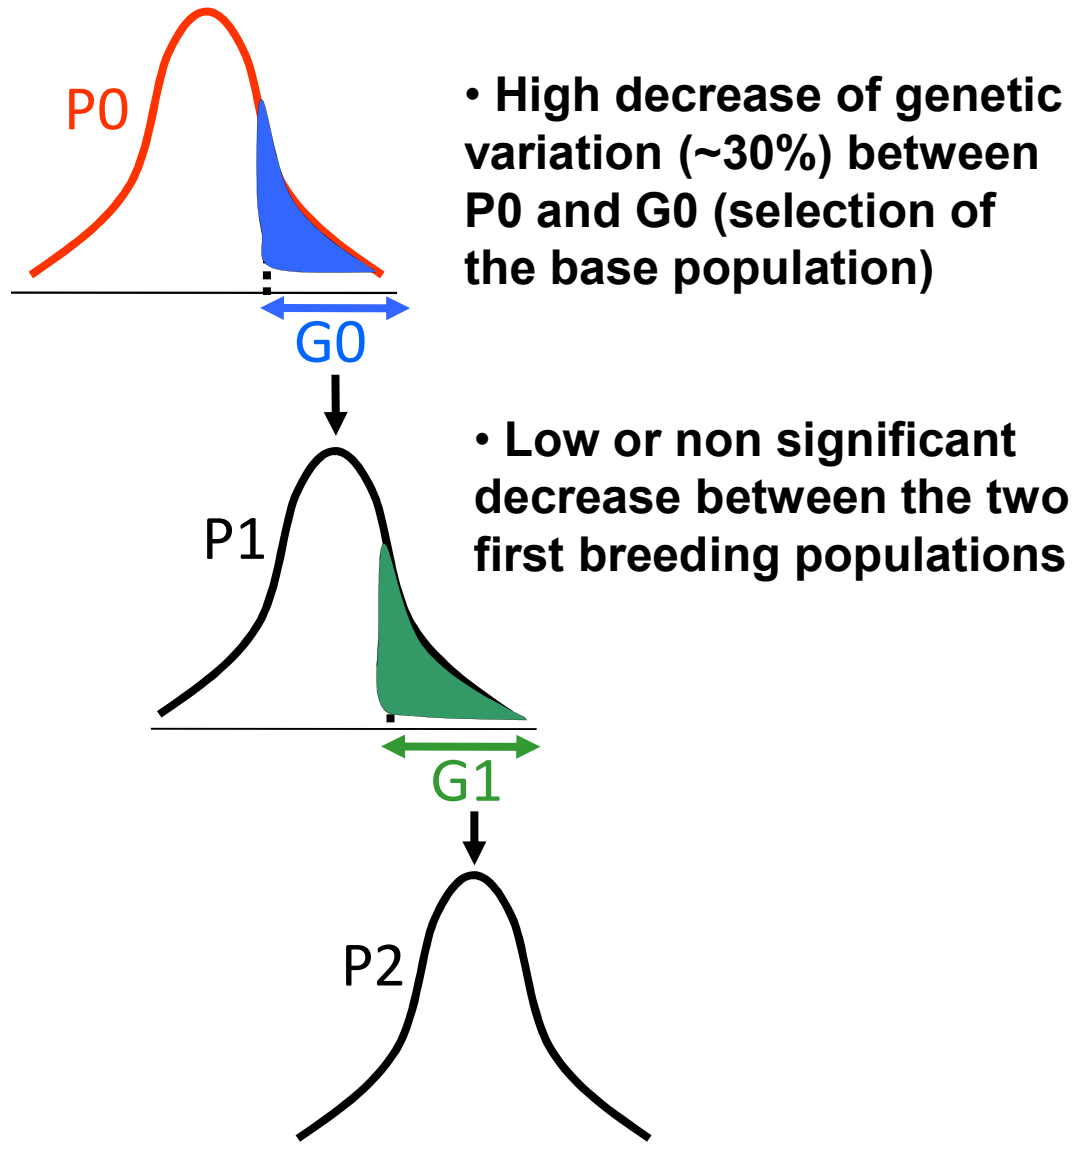 P0
• High decrease of genetic
variation (~30%) between
P0 and G0 (selection of
the base population)
G0
• Low or non significant
decrease between the two
first breeding populations
P1
G1
P2